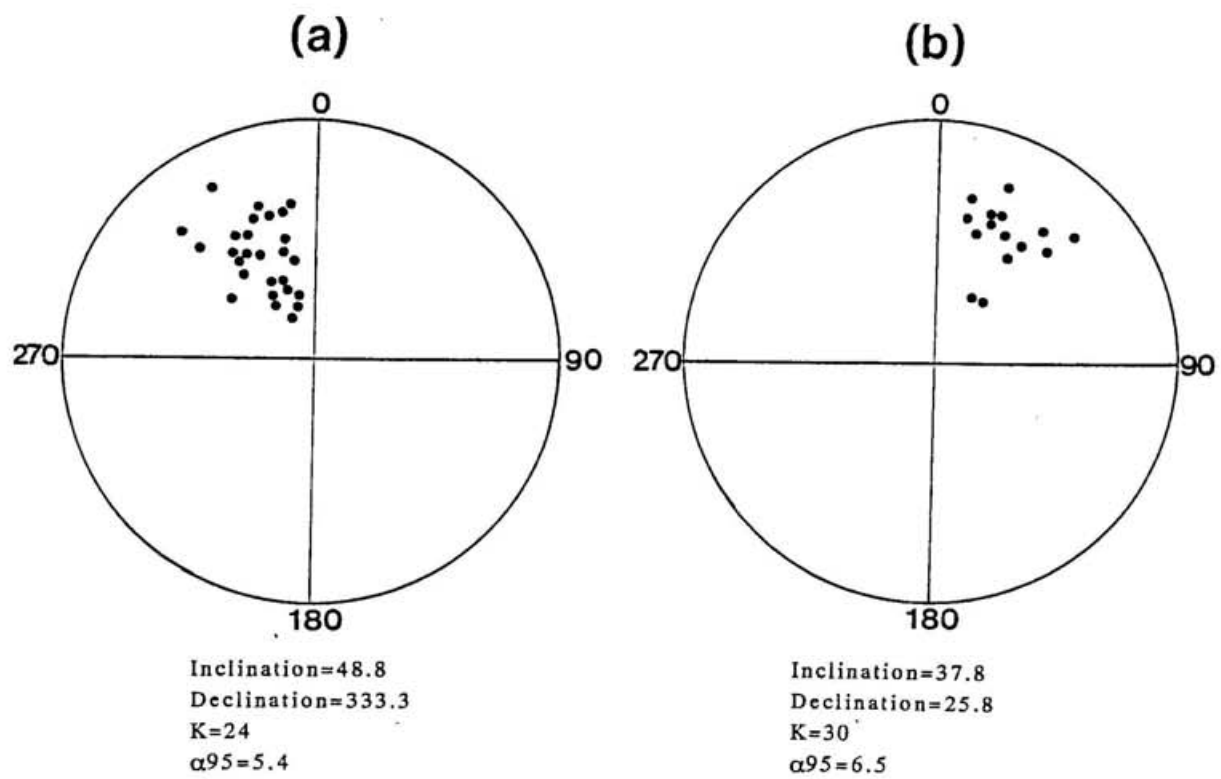 (a)
(b)
0
0
270
90
270
90
180
180
Inclination=48.8
Declination=333.3
K=24
α95=5.4
Inclination=37.8
Declination=25.8
K=30
α95=6.5